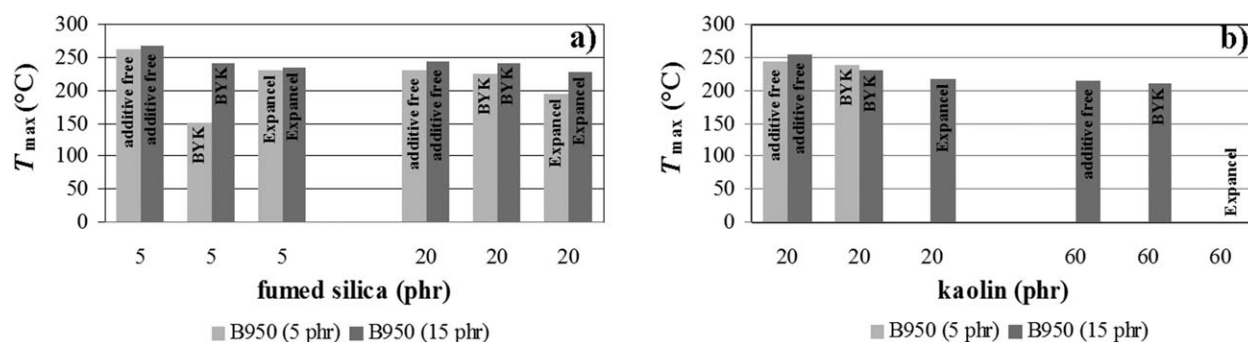 a)
T max (°C)
300
250
200
150
100
50
0
additive free
additive free
BYK
BYK
Expancel
Expancel
additive free
additive free
BYK
BYK
Expancel
Expancel
5 5 5 20 20 20
fumed silica (phr)
B950 (5 phr) B950 (15 phr)
b)
T max (°C)
300
250
200
150
100
50
0
additive free
additive free
BYK
BYK
Expancel
additive free
BYK
Expancel
20 20 20 60 60 60
kaolin (phr)
B950 (5 phr) B950 (15 phr)